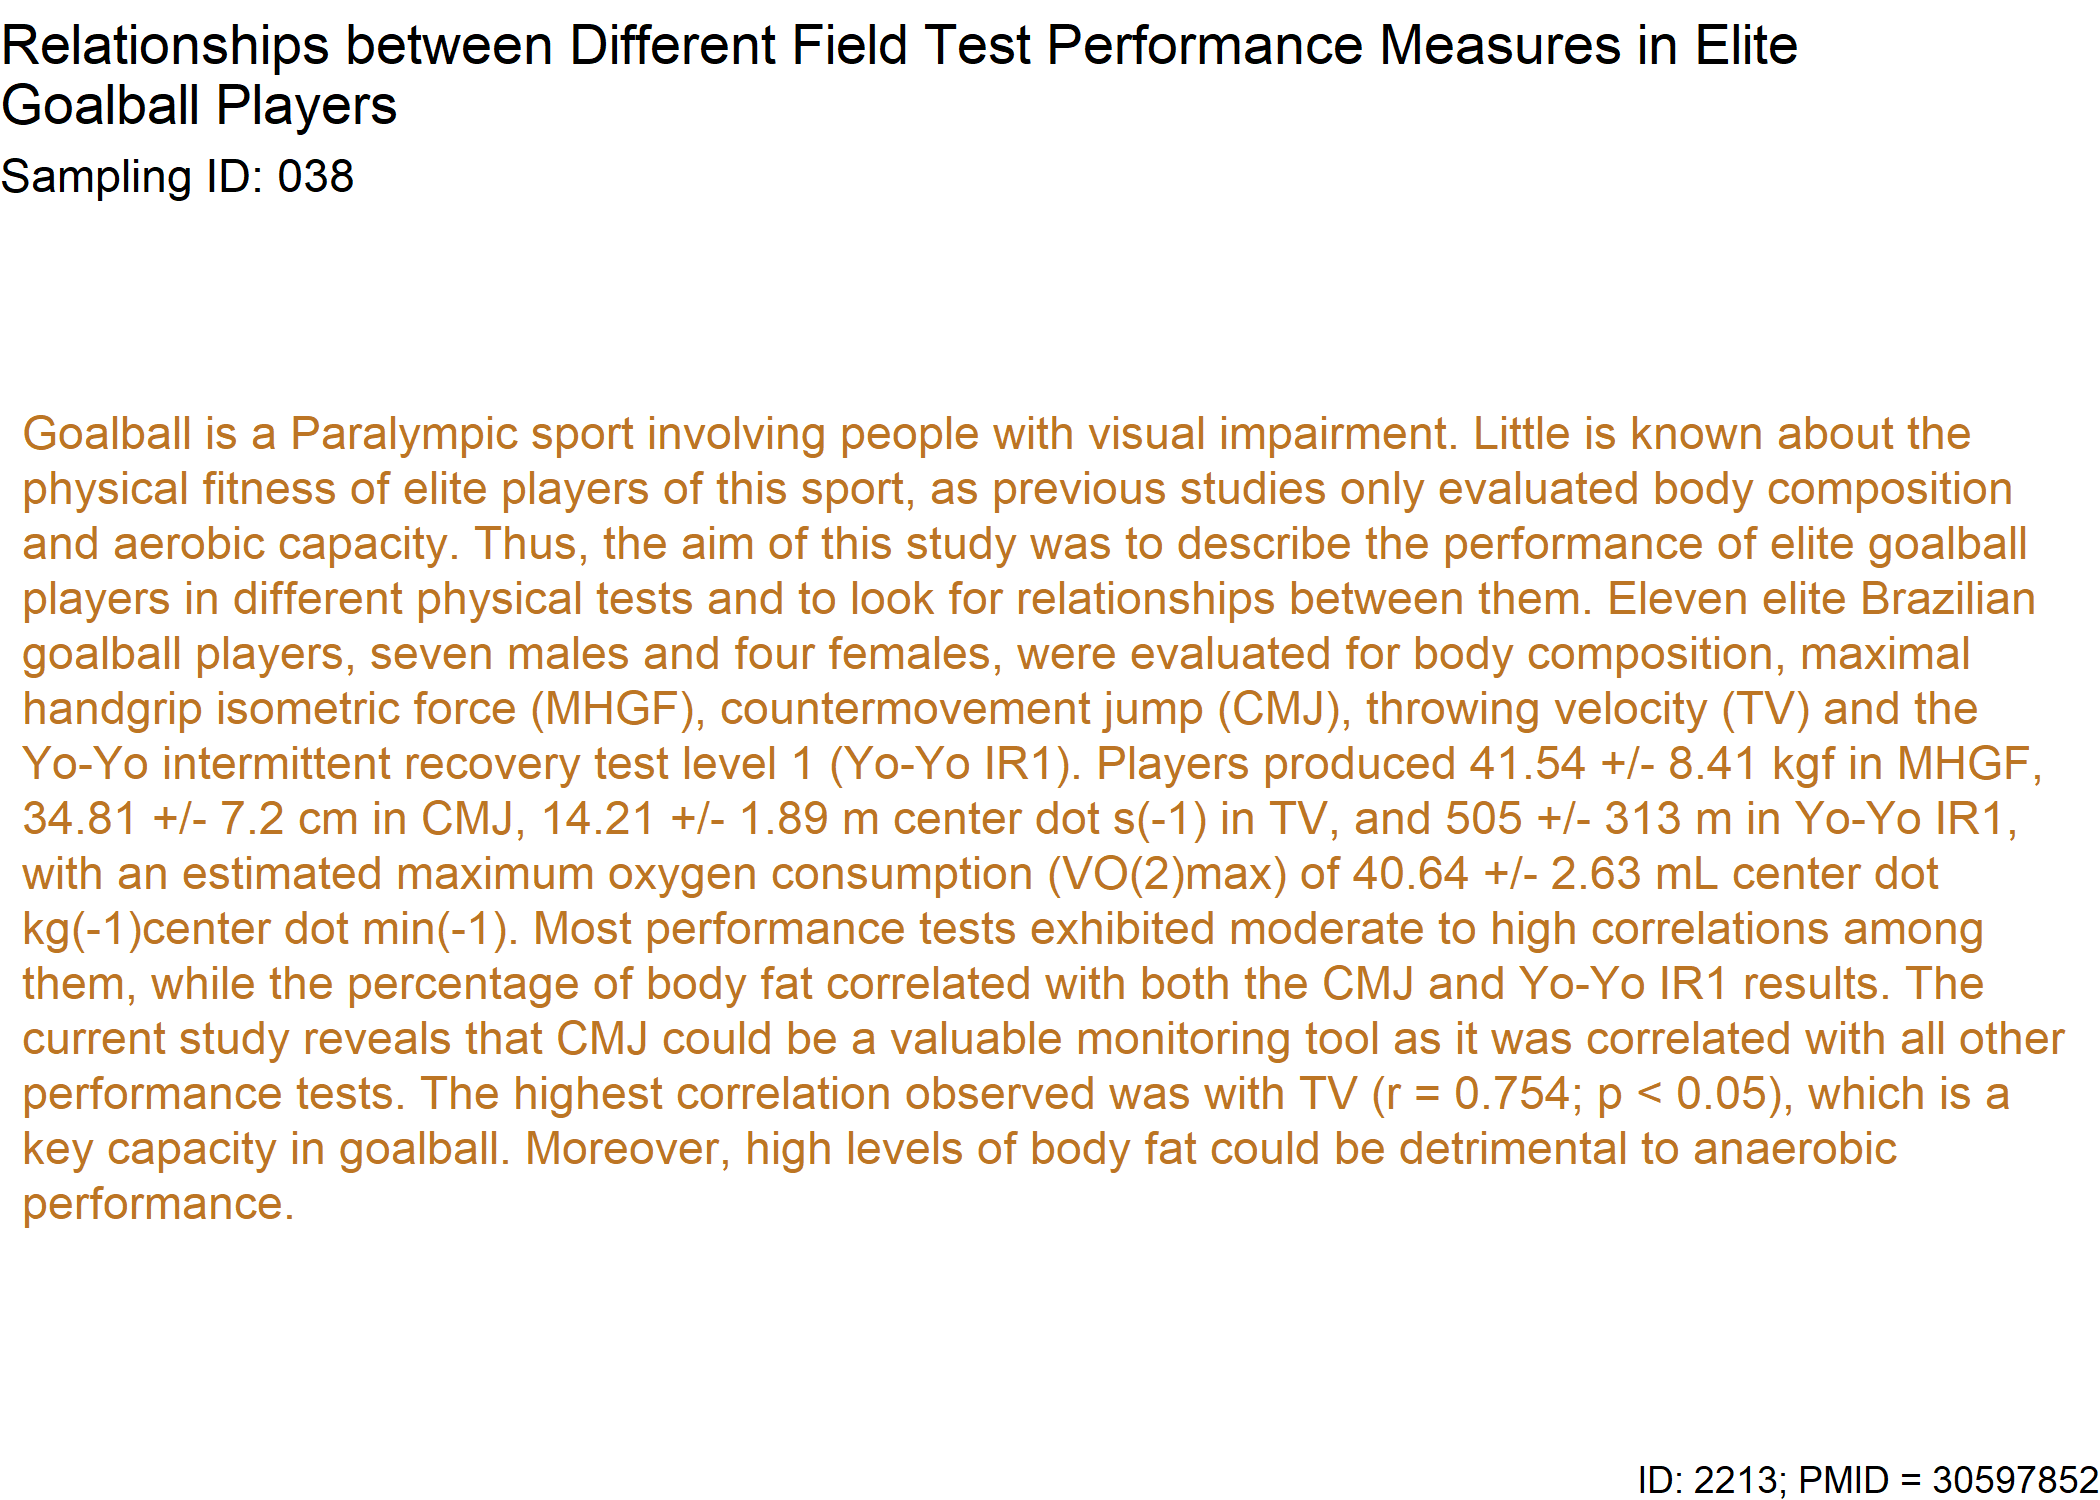 Relationships between Different Field Test Performance Measures in Elite
Goalball Players
Sampling ID: 038
Goalball is a Paralympic sport involving people with visual impairment. Little is known about the
physical fitness of elite players of this sport, as previous studies only evaluated body composition
and aerobic capacity. Thus, the aim of this study was to describe the performance of elite goalball
players in different physical tests and to look for relationships between them. Eleven elite Brazilian
goalball players, seven males and four females, were evaluated for body composition, maximal
handgrip isometric force (MHGF), countermovement jump (CMJ), throwing velocity (TV) and the
Yo-Yo intermittent recovery test level 1 (Yo-Yo IR1). Players produced 41.54 +/- 8.41 kgf in MHGF,
34.81 +/- 7.2 cm in CMJ, 14.21 +/- 1.89 m center dot s(-1) in TV, and 505 +/- 313 m in Yo-Yo IR1,
with an estimated maximum oxygen consumption (VO(2)max) of 40.64 +/- 2.63 mL center dot
kg(-1)center dot min(-1). Most performance tests exhibited moderate to high correlations among
them, while the percentage of body fat correlated with both the CMJ and Yo-Yo IR1 results. The
current study reveals that CMJ could be a valuable monitoring tool as it was correlated with all other
performance tests. The highest correlation observed was with TV (r = 0.754; p < 0.05), which is a
key capacity in goalball. Moreover, high levels of body fat could be detrimental to anaerobic
performance.
ID: 2213; PMID = 30597852